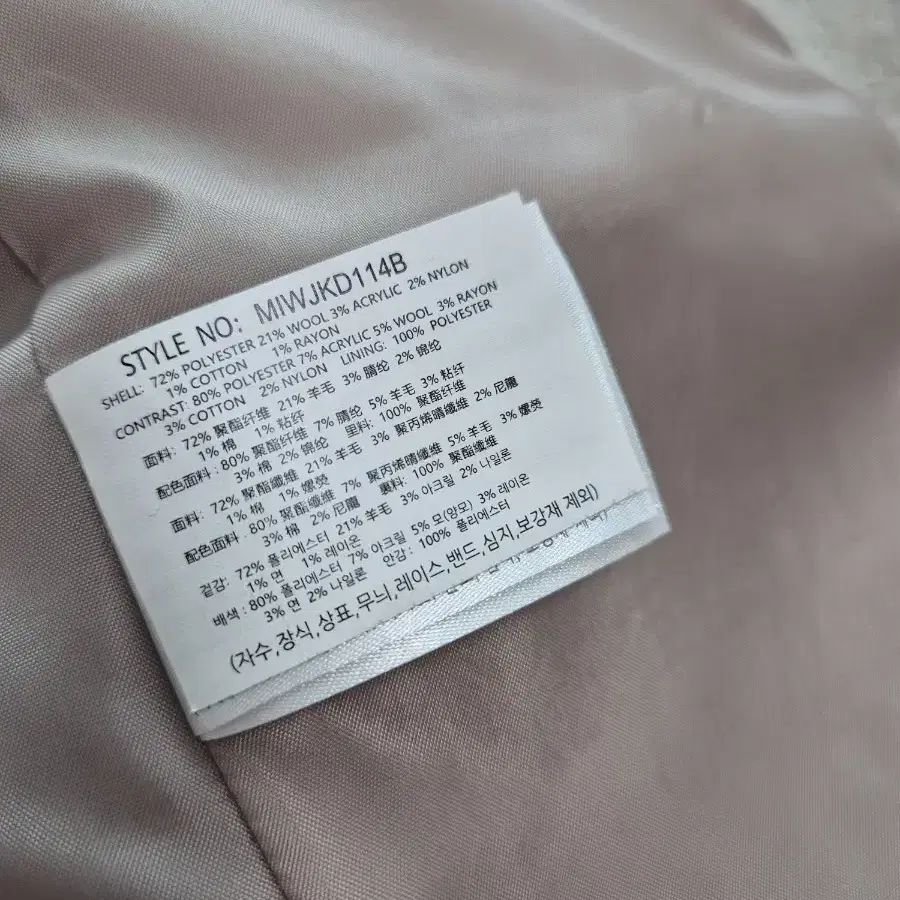 STYLE NO: MIWJKD114B
SHELL: 72% POLYESTER 21% WOOL 3% ACRYLIC 2% NYLON
1% COTTON 1% RAYON
CONTRAST: 80% POLYESTER 7% ACRYLIC 5% WOOL 3% RAYON
3% COTTON 2% NYLON LINING: 100% POLYESTER
面料: 72% 聚酯纤维 21% 羊毛 3% 腈纶 2% 锦纶
1% 棉 1% 粘纤
配色面料: 80% 聚酯纤维 7% 腈纶 5% 羊毛 3% 粘纤
3% 棉 2% 锦纶 里料: 100% 聚酯纤维
面料: 72% 聚酯纖維 21% 羊毛 3% 聚丙烯晴纖維 2% 尼龍
1% 棉 1% 嫘熒
配色面料: 80% 聚酯纖維 7% 聚丙烯晴纖維 5% 羊毛 3% 嫘熒
3% 棉 2% 尼龍 裏料: 100% 聚酯纖維
겉감: 72% 폴리에스터 21% 羊毛 3% 아크릴 2% 나일론
1% 면 1% 레이온
배색: 80% 폴리에스터 7% 아크릴 5% 모(양모) 3% 레이온
3% 면 2% 나일론 안감: 100% 폴리에스터
(자수,장식,상표,무늬,레이스,밴드,심지,보강재 제외)